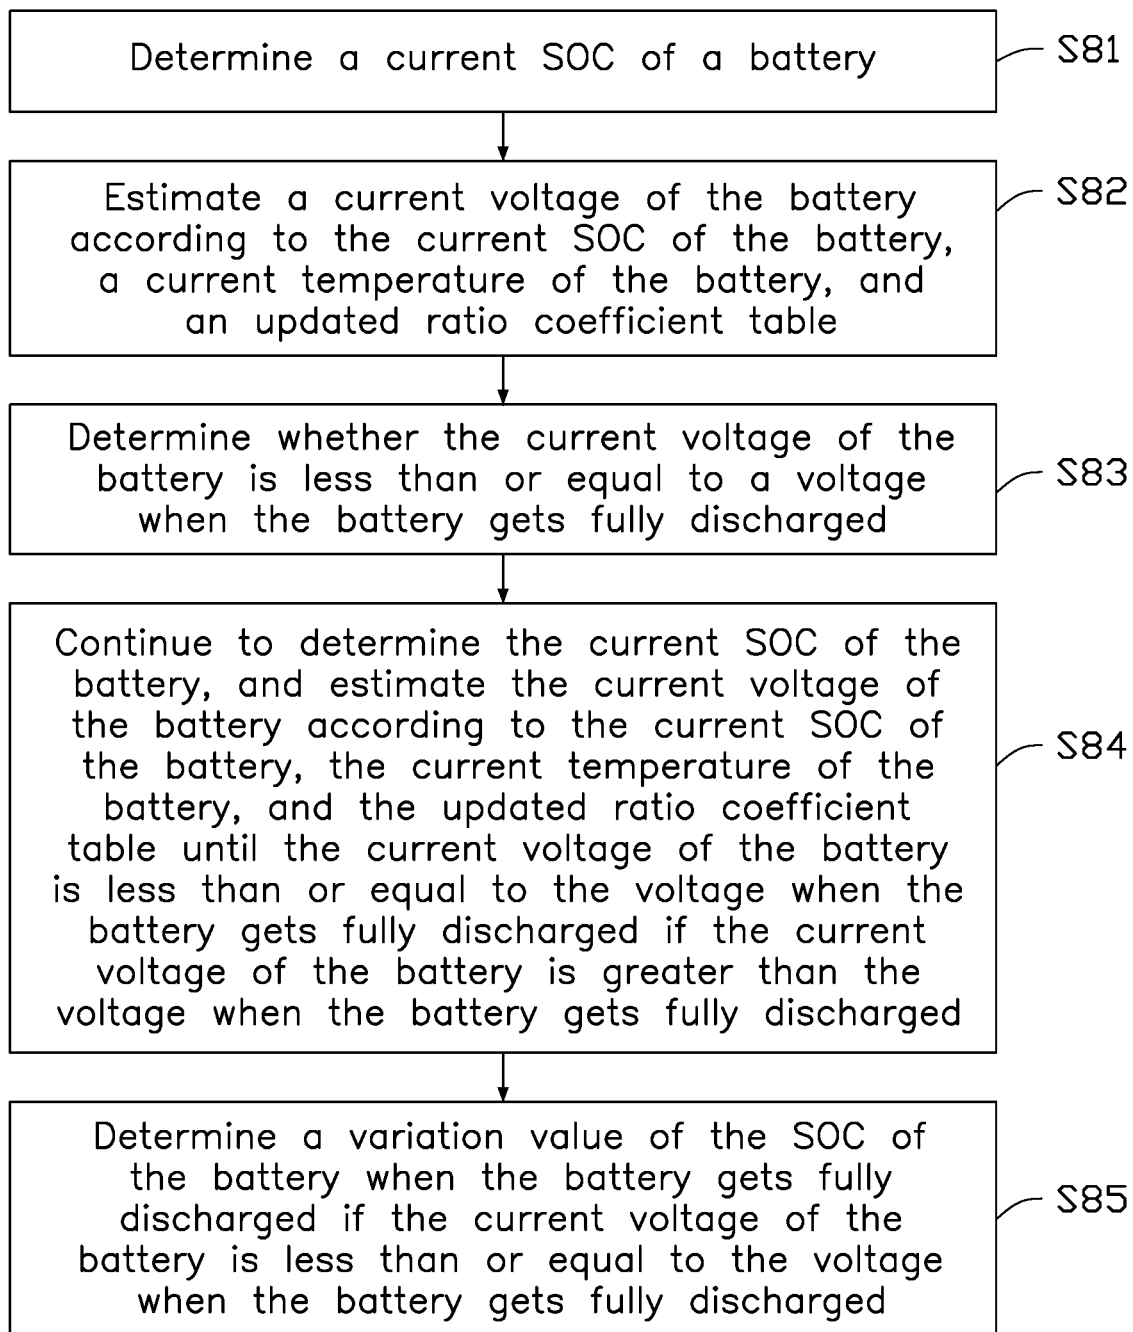 Determine a current SOC of a battery
S81
Estimate a current voltage of the battery
according to the current SOC of the battery,
a current temperature of the battery, and
an updated ratio coefficient table
S82
Determine whether the current voltage of the
battery is less than or equal to a voltage
when the battery gets fully discharged
S83
Continue to determine the current SOC of the
battery, and estimate the current voltage of
the battery according to the current SOC of
the battery, the current temperature of the
battery, and the updated ratio coefficient
table until the current voltage of the battery
is less than or equal to the voltage when the
battery gets fully discharged if the current
voltage of the battery is greater than the
voltage when the battery gets fully discharged
S84
Determine a variation value of the SOC of
the battery when the battery gets fully
discharged if the current voltage of the
battery is less than or equal to the voltage
when the battery gets fully discharged
S85